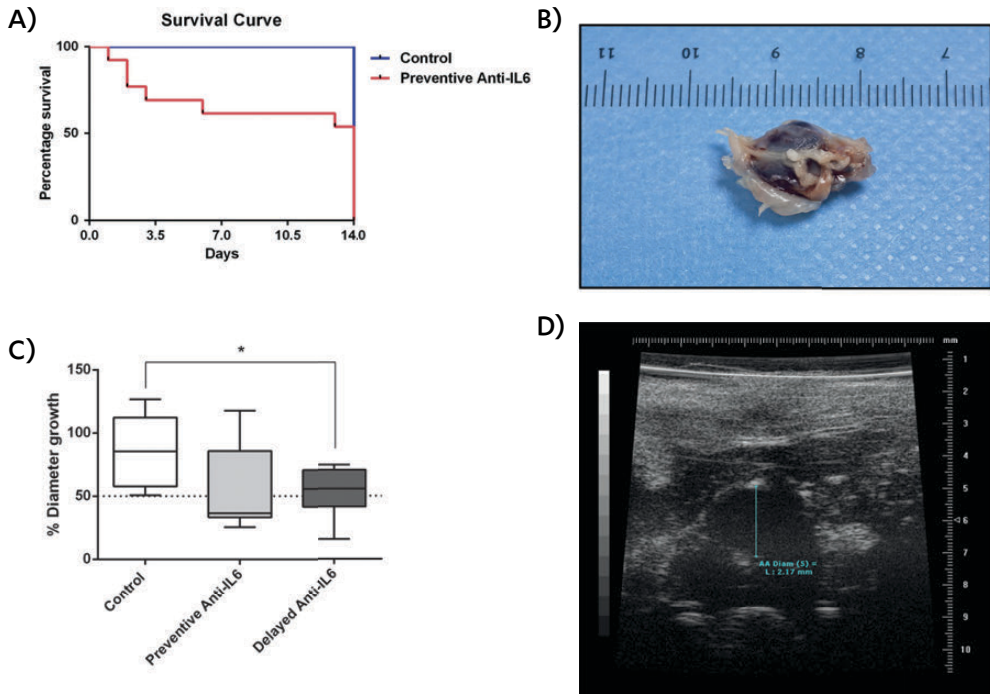 A)
Survival Curve
100
50
0
Percentage survival
0.0 3.5 7.0 10.5 14.0
Days
Control
Preventive Anti-IL6
B)
11 10 9 8 7
C)
*
150
100
50
0
% Diameter growth
Control
Preventive Anti-IL6
Delayed Anti-IL6
D)
mm
1
2
3
4
5
6
7
8
9
10
AA Diam (S) =
L: 2.17 mm